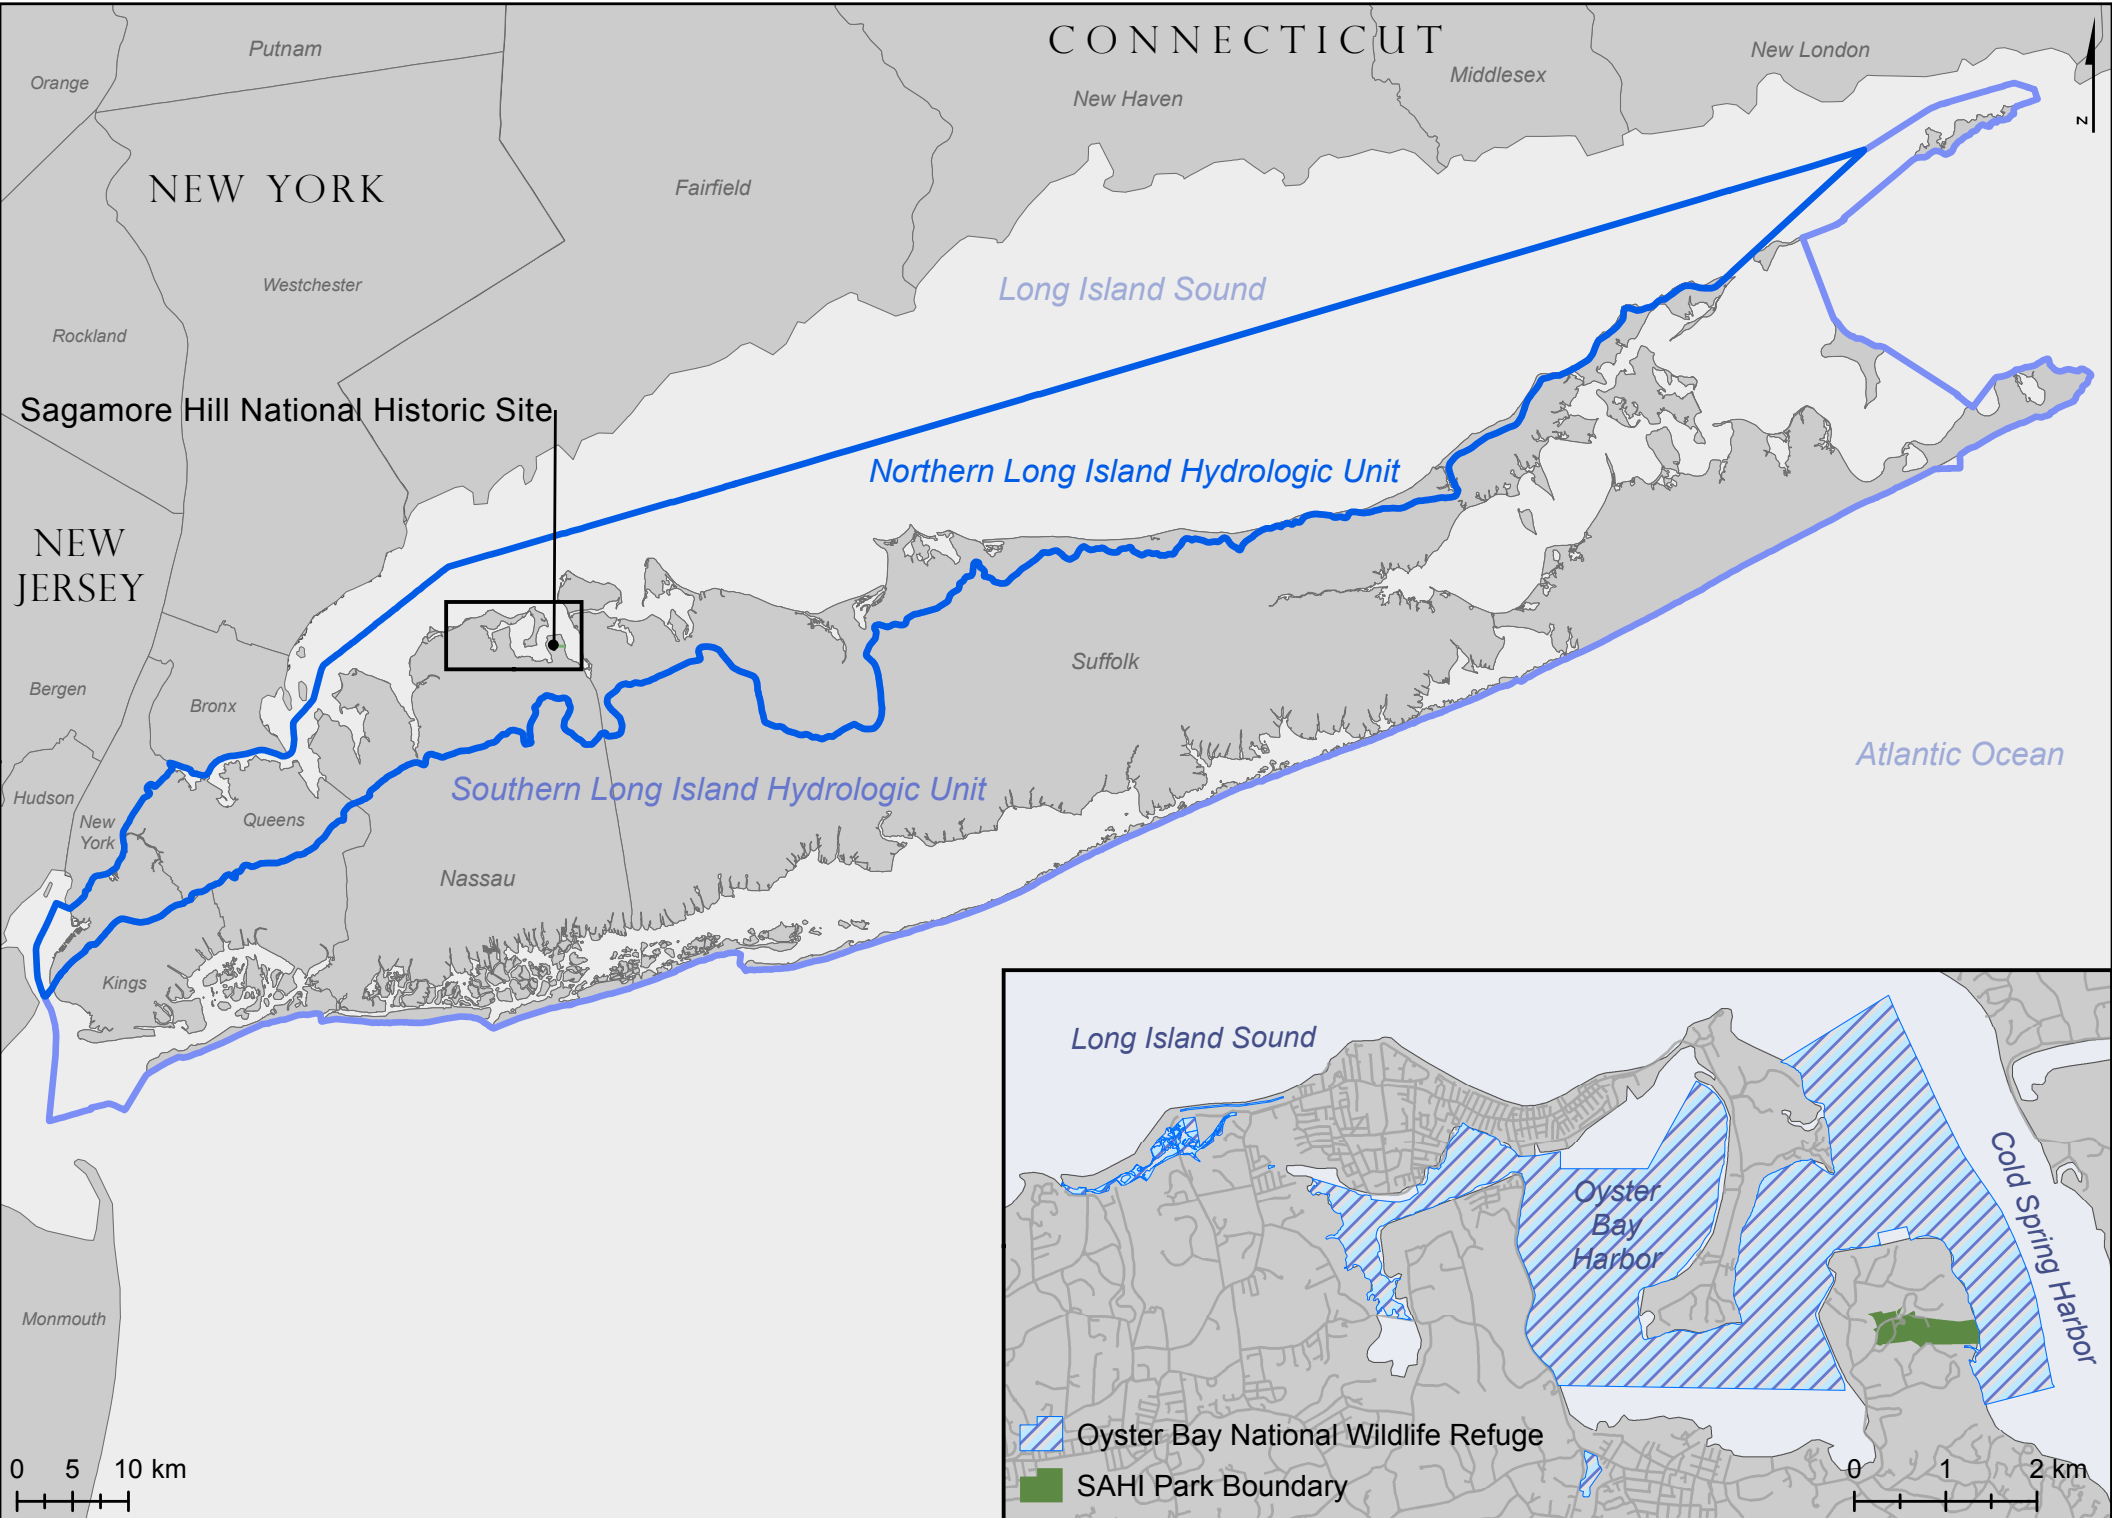 CONNECTICUT
Putnam
New London
Orange
Middlesex
New Haven
N
NEW YORK
Fairfield
Westchester
Long Island Sound
Rockland
Sagamore Hill National Historic Site
Northern Long Island Hydrologic Unit
NEW
JERSEY
Suffolk
Bergen
Bronx
Atlantic Ocean
Southern Long Island Hydrologic Unit
Hudson
New
York
Queens
Nassau
Kings
Monmouth
0 5 10 km
Long Island Sound
Oyster
Bay
Harbor
Cold Spring Harbor
Oyster Bay National Wildlife Refuge
SAHI Park Boundary
0 1 2 km